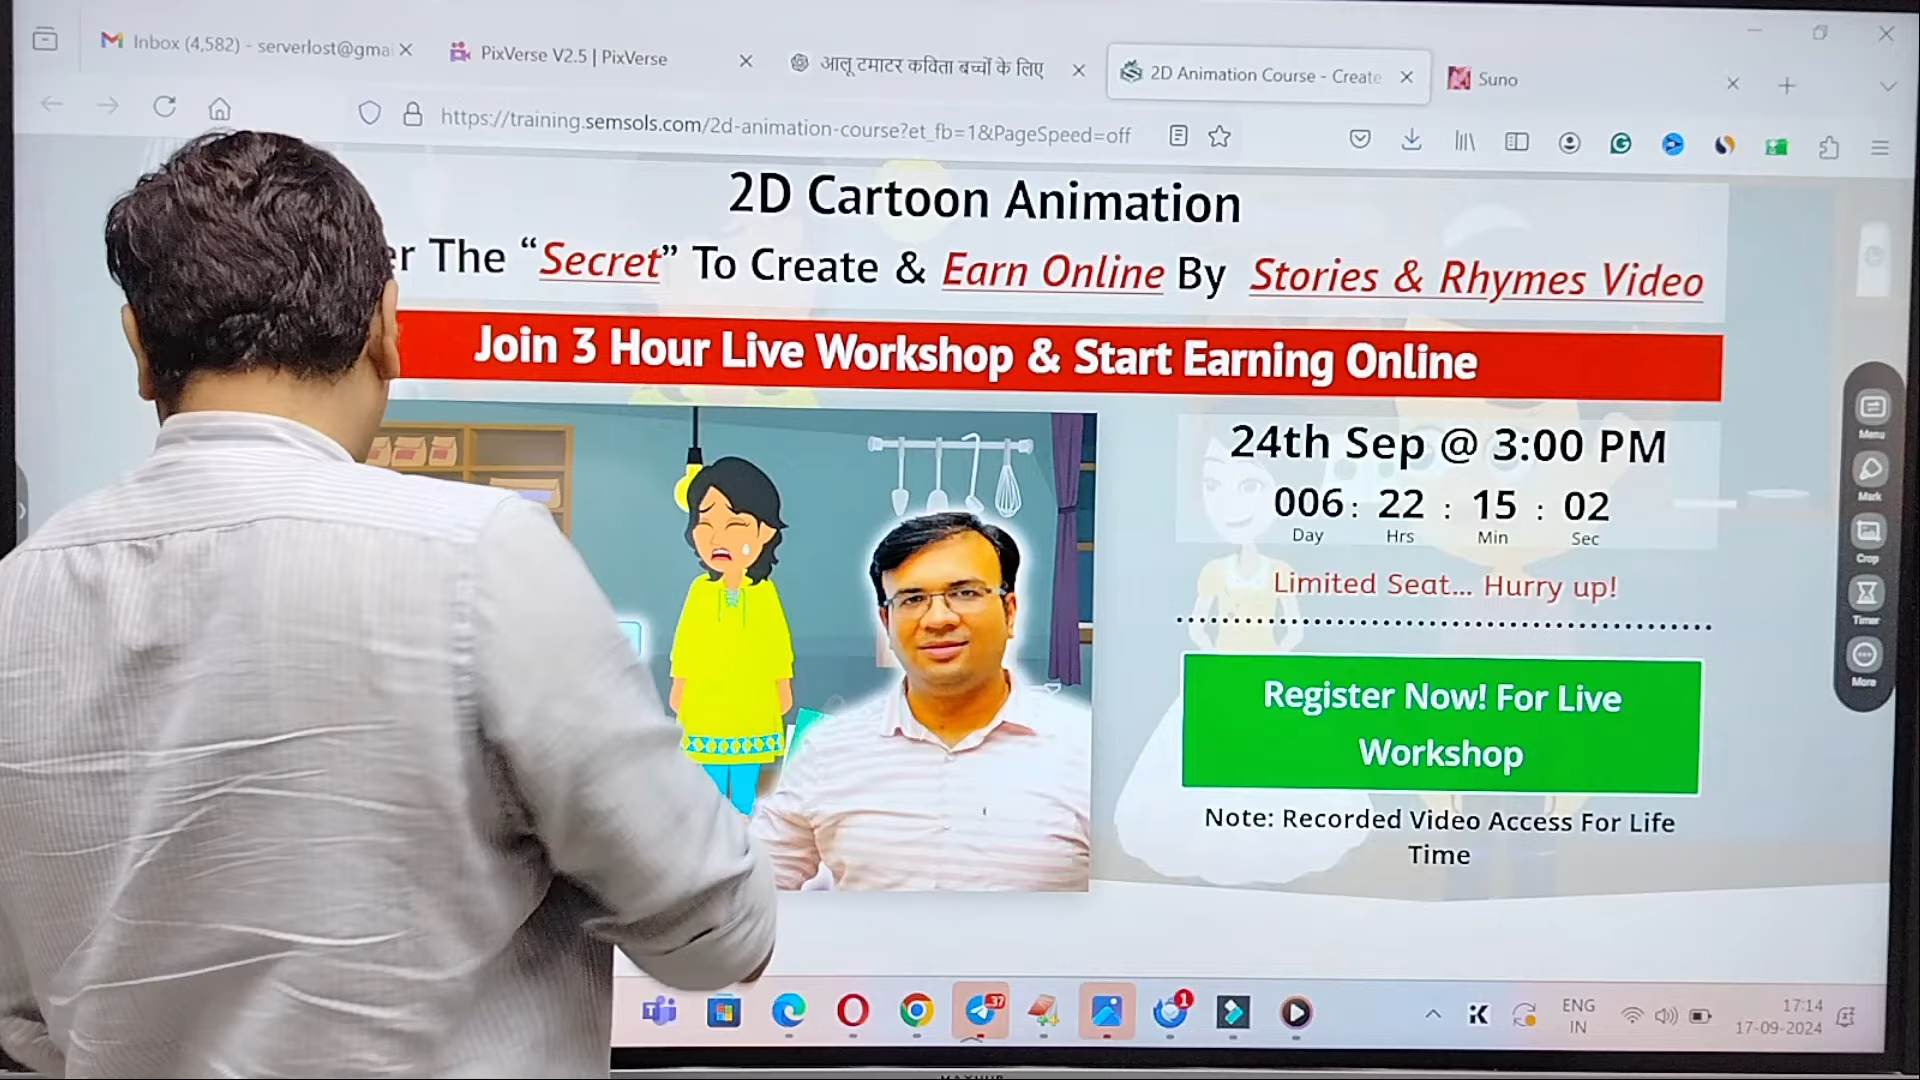 Inbox (4,582) - serverlost@gmai
PixVerse V2.5 | PixVerse
आलू टमाटर कविता बच्चों के लिए
2D Animation Course - Create
Suno
https://training.semsols.com/2d-animation-course?et_fb=1&PageSpeed=off
2D Cartoon Animation
er The “Secret” To Create & Earn Online By Stories & Rhymes Video
Join 3 Hour Live Workshop & Start Earning Online
24th Sep @ 3:00 PM
006 : 22 : 15 : 02
Day Hrs Min Sec
Limited Seat... Hurry up!
Register Now! For Live
Workshop
Note: Recorded Video Access For Life
Time
Menu
Mark
Crop
Timer
More
37
1
ENG
IN
17:14
17-09-2024